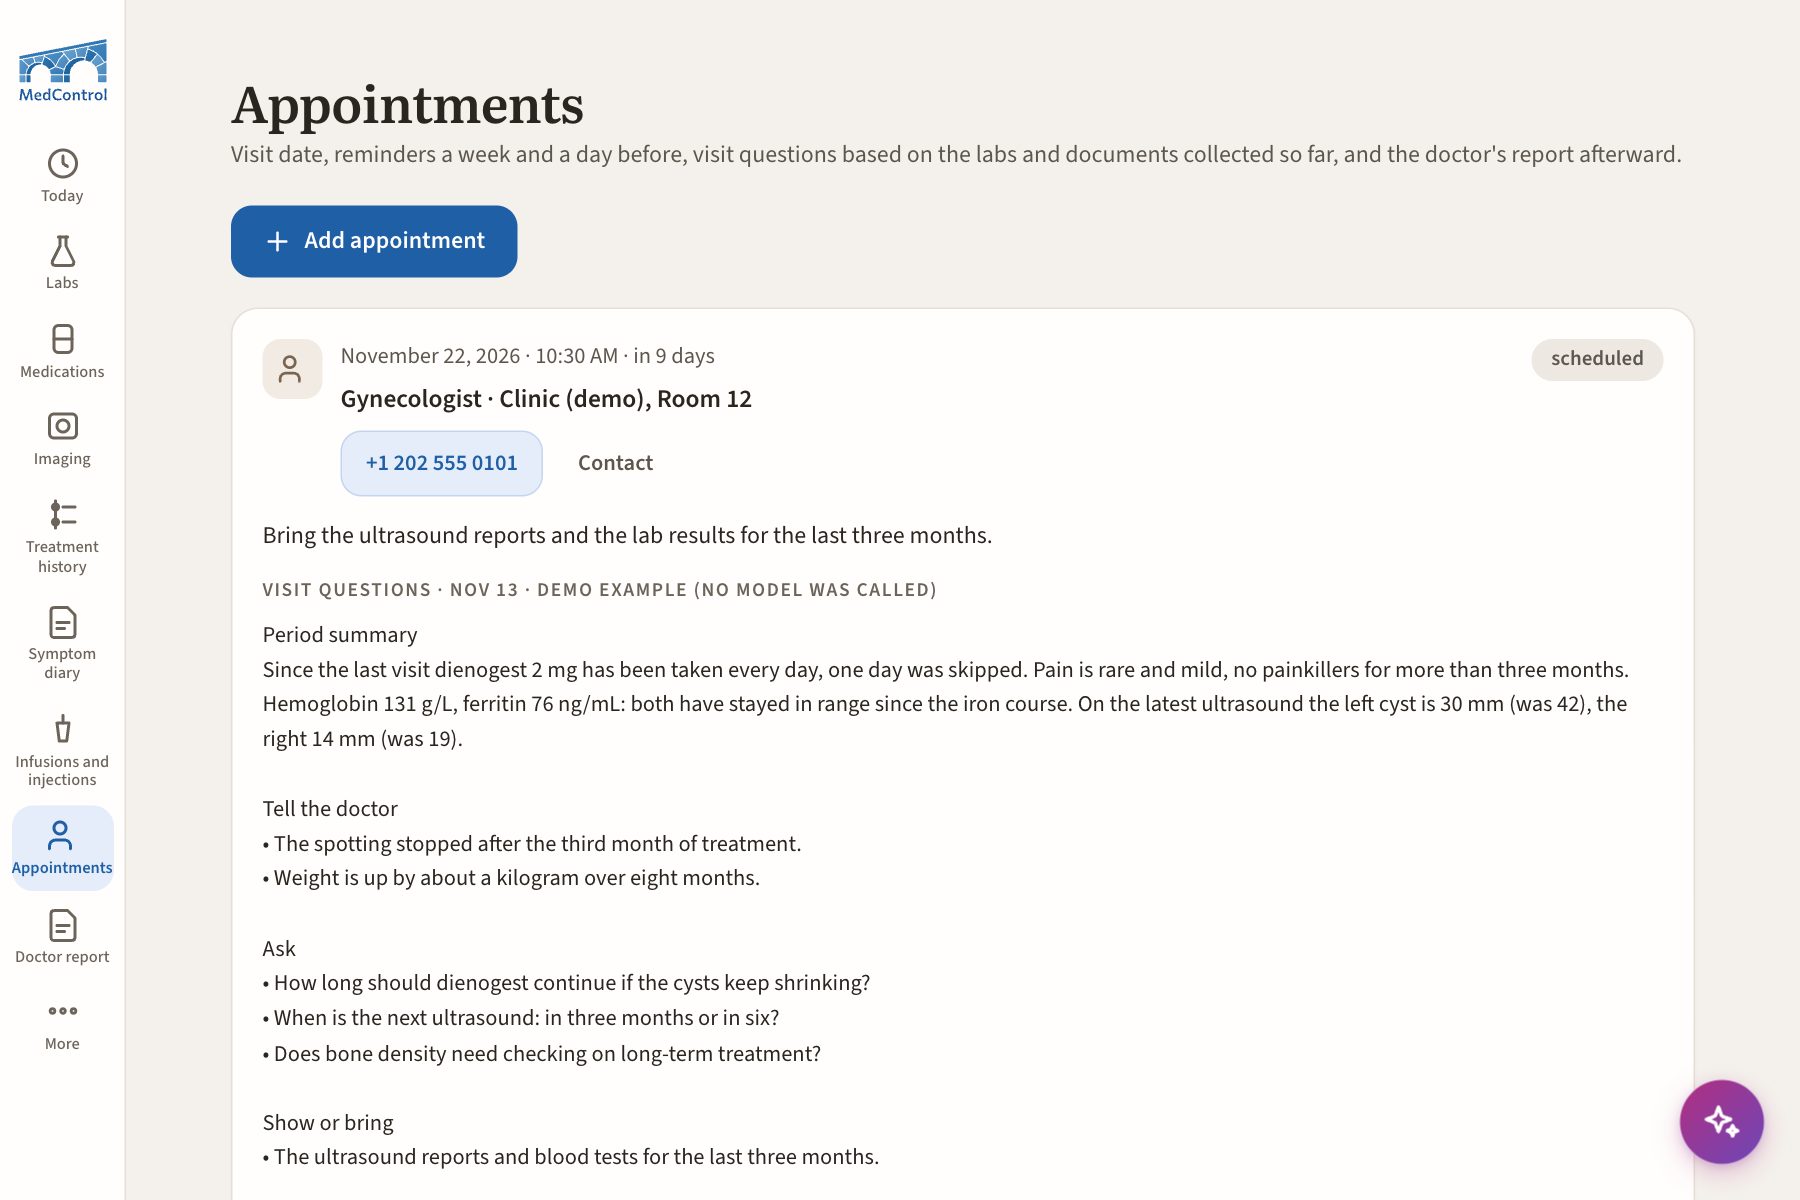 MedControl
Today
Labs
Medications
Imaging
Treatment
history
Symptom
diary
Infusions and
injections
Appointments
Doctor report
More
Appointments
Visit date, reminders a week and a day before, visit questions based on the labs and documents collected so far, and the doctor's report afterward.
Add appointment
November 22, 2026 · 10:30 AM · in 9 days
scheduled
Gynecologist · Clinic (demo), Room 12
+1 202 555 0101
Contact
Bring the ultrasound reports and the lab results for the last three months.
VISIT QUESTIONS · NOV 13 · DEMO EXAMPLE (NO MODEL WAS CALLED)
Period summary
Since the last visit dienogest 2 mg has been taken every day, one day was skipped. Pain is rare and mild, no painkillers for more than three months.
Hemoglobin 131 g/L, ferritin 76 ng/mL: both have stayed in range since the iron course. On the latest ultrasound the left cyst is 30 mm (was 42), the
right 14 mm (was 19).
Tell the doctor
• The spotting stopped after the third month of treatment.
• Weight is up by about a kilogram over eight months.
Ask
• How long should dienogest continue if the cysts keep shrinking?
• When is the next ultrasound: in three months or in six?
• Does bone density need checking on long-term treatment?
Show or bring
• The ultrasound reports and blood tests for the last three months.